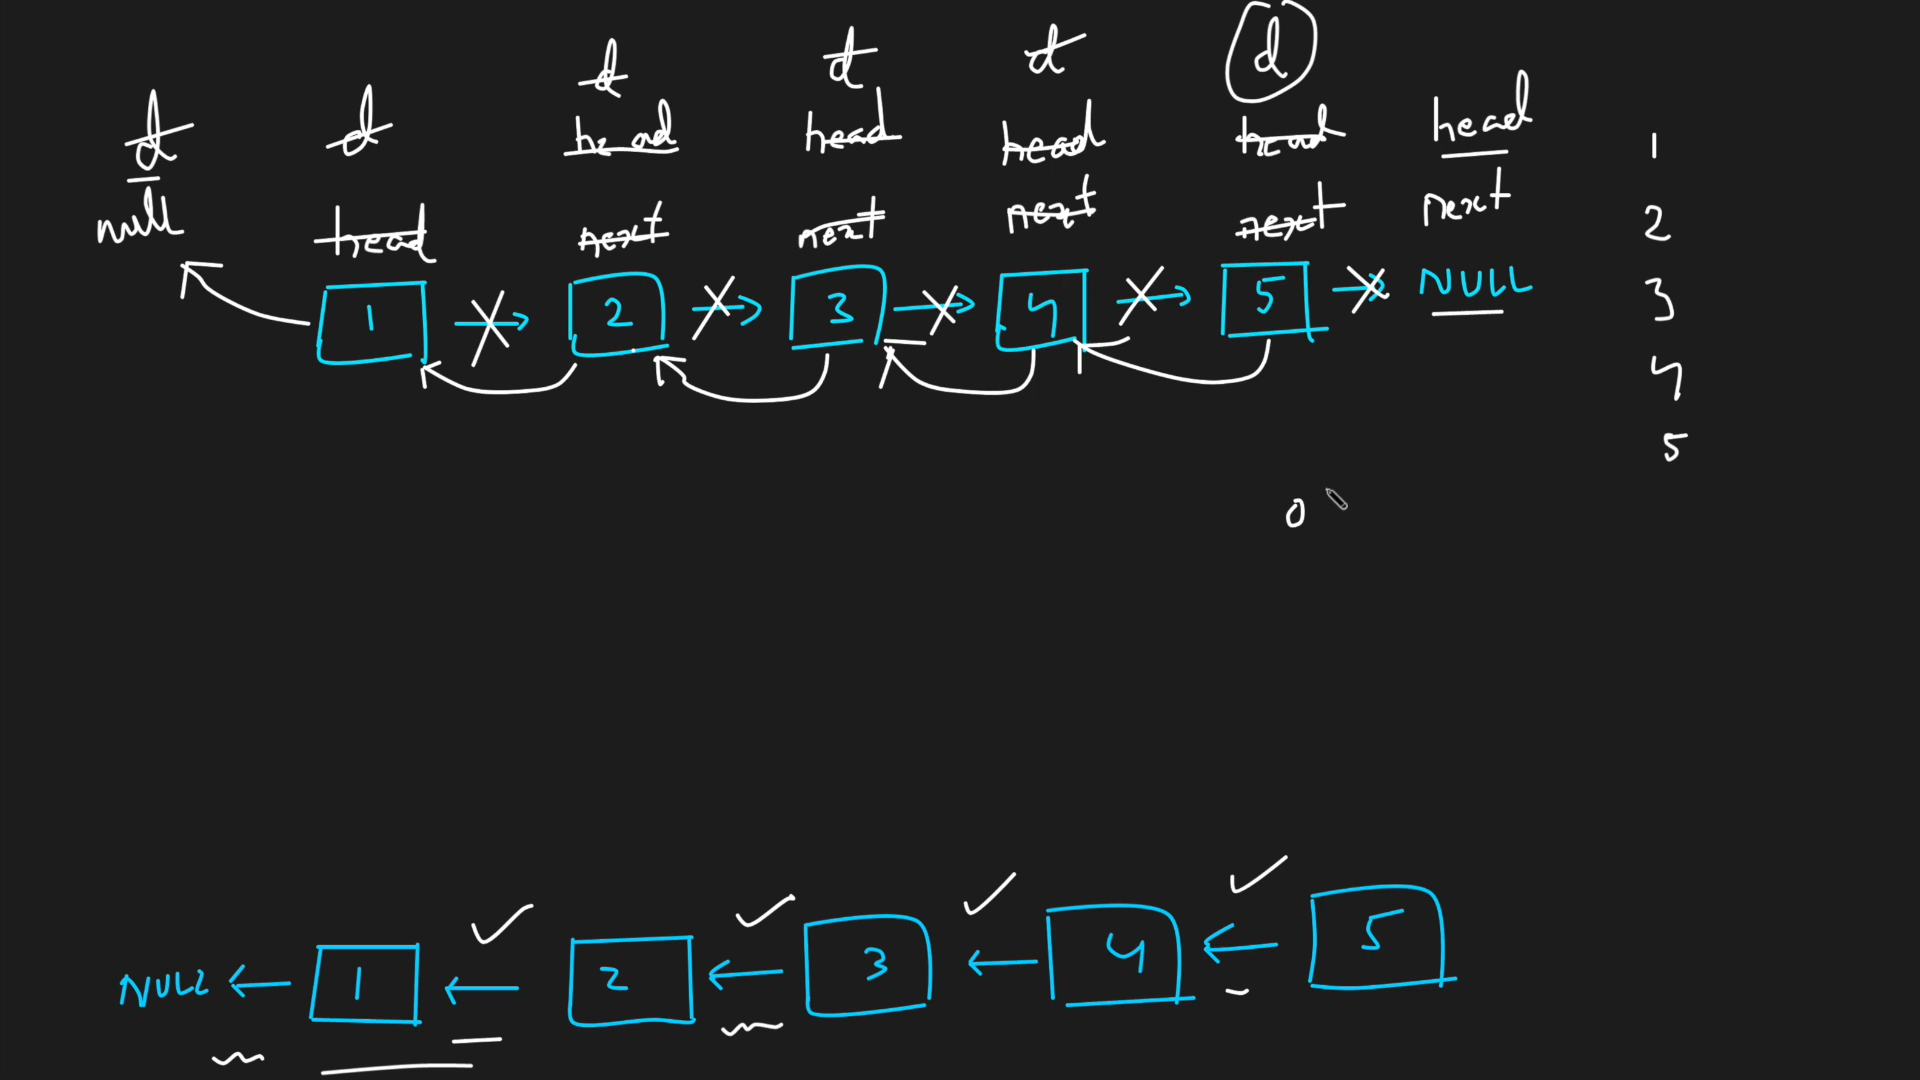 d d d d d d
head head head head head 1
null head next next next next next 2
1 2 3 4 5 NULL 3
4
5
0
NULL 1 2 3 4 5